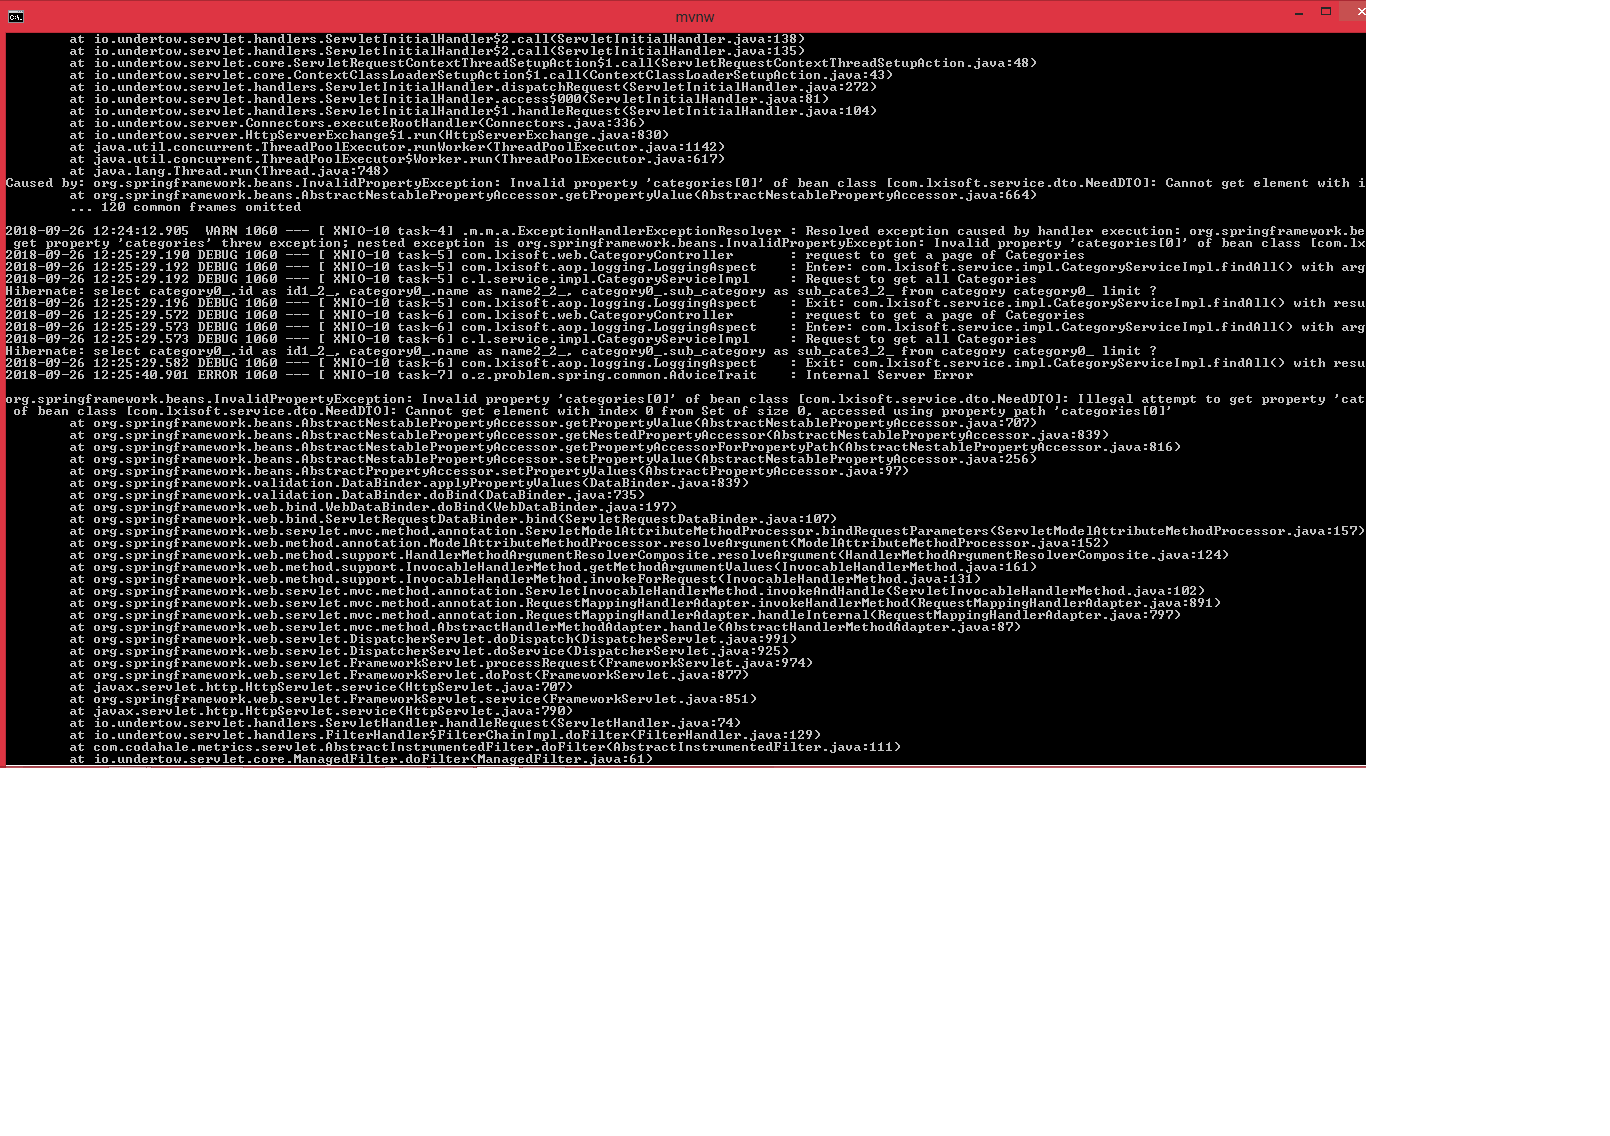 mvnw
at io.undertow.servlet.handlers.ServletInitialHandler$2.call(ServletInitialHandler.java:138)
at io.undertow.servlet.handlers.ServletInitialHandler$2.call(ServletInitialHandler.java:135)
at io.undertow.servlet.core.ServletRequestContextThreadSetupAction$1.call(ServletRequestContextThreadSetupAction.java:48)
at io.undertow.servlet.core.ContextClassLoaderSetupAction$1.call(ContextClassLoaderSetupAction.java:43)
at io.undertow.servlet.handlers.ServletInitialHandler.dispatchRequest(ServletInitialHandler.java:272)
at io.undertow.servlet.handlers.ServletInitialHandler.access$000(ServletInitialHandler.java:81)
at io.undertow.servlet.handlers.ServletInitialHandler$1.handleRequest(ServletInitialHandler.java:104)
at io.undertow.server.Connectors.executeRootHandler(Connectors.java:336)
at io.undertow.server.HttpServerExchange$1.run(HttpServerExchange.java:830)
at java.util.concurrent.ThreadPoolExecutor.runWorker(ThreadPoolExecutor.java:1142)
at java.util.concurrent.ThreadPoolExecutor$Worker.run(ThreadPoolExecutor.java:617)
at java.lang.Thread.run(Thread.java:748)
Caused by: org.springframework.beans.InvalidPropertyException: Invalid property 'categories[0]' of bean class [com.lxisoft.service.dto.NeedDTO]: Cannot get element with i
at org.springframework.beans.AbstractNestablePropertyAccessor.getPropertyValue(AbstractNestablePropertyAccessor.java:664)
... 120 common frames omitted
2018-09-26 12:24:12.905  WARN 1060 --- [ XNIO-10 task-4] .m.m.a.ExceptionHandlerExceptionResolver : Resolved exception caused by handler execution: org.springframework.be
get property 'categories' threw exception; nested exception is org.springframework.beans.InvalidPropertyException: Invalid property 'categories[0]' of bean class [com.lx
2018-09-26 12:25:29.190 DEBUG 1060 --- [ XNIO-10 task-5] com.lxisoft.web.CategoryController       : request to get a page of Categories
2018-09-26 12:25:29.192 DEBUG 1060 --- [ XNIO-10 task-5] com.lxisoft.aop.logging.LoggingAspect    : Enter: com.lxisoft.service.impl.CategoryServiceImpl.findAll() with arg
2018-09-26 12:25:29.192 DEBUG 1060 --- [ XNIO-10 task-5] c.l.service.impl.CategoryServiceImpl     : Request to get all Categories
Hibernate: select category0_.id as id1_2_, category0_.name as name2_2_, category0_.sub_category as sub_cate3_2_ from category category0_ limit ?
2018-09-26 12:25:29.196 DEBUG 1060 --- [ XNIO-10 task-5] com.lxisoft.aop.logging.LoggingAspect    : Exit: com.lxisoft.service.impl.CategoryServiceImpl.findAll() with resu
2018-09-26 12:25:29.572 DEBUG 1060 --- [ XNIO-10 task-6] com.lxisoft.web.CategoryController       : request to get a page of Categories
2018-09-26 12:25:29.573 DEBUG 1060 --- [ XNIO-10 task-6] com.lxisoft.aop.logging.LoggingAspect    : Enter: com.lxisoft.service.impl.CategoryServiceImpl.findAll() with arg
2018-09-26 12:25:29.573 DEBUG 1060 --- [ XNIO-10 task-6] c.l.service.impl.CategoryServiceImpl     : Request to get all Categories
Hibernate: select category0_.id as id1_2_, category0_.name as name2_2_, category0_.sub_category as sub_cate3_2_ from category category0_ limit ?
2018-09-26 12:25:29.582 DEBUG 1060 --- [ XNIO-10 task-6] com.lxisoft.aop.logging.LoggingAspect    : Exit: com.lxisoft.service.impl.CategoryServiceImpl.findAll() with resu
2018-09-26 12:25:40.901 ERROR 1060 --- [ XNIO-10 task-7] o.z.problem.spring.common.AdviceTrait    : Internal Server Error
org.springframework.beans.InvalidPropertyException: Invalid property 'categories[0]' of bean class [com.lxisoft.service.dto.NeedDTO]: Illegal attempt to get property 'cat
of bean class [com.lxisoft.service.dto.NeedDTO]: Cannot get element with index 0 from Set of size 0, accessed using property path 'categories[0]'
at org.springframework.beans.AbstractNestablePropertyAccessor.getPropertyValue(AbstractNestablePropertyAccessor.java:707)
at org.springframework.beans.AbstractNestablePropertyAccessor.getNestedPropertyAccessor(AbstractNestablePropertyAccessor.java:839)
at org.springframework.beans.AbstractNestablePropertyAccessor.getPropertyAccessorForPropertyPath(AbstractNestablePropertyAccessor.java:816)
at org.springframework.beans.AbstractNestablePropertyAccessor.setPropertyValue(AbstractNestablePropertyAccessor.java:256)
at org.springframework.beans.AbstractPropertyAccessor.setPropertyValues(AbstractPropertyAccessor.java:97)
at org.springframework.validation.DataBinder.applyPropertyValues(DataBinder.java:839)
at org.springframework.validation.DataBinder.doBind(DataBinder.java:735)
at org.springframework.web.bind.WebDataBinder.doBind(WebDataBinder.java:197)
at org.springframework.web.bind.ServletRequestDataBinder.bind(ServletRequestDataBinder.java:107)
at org.springframework.web.servlet.mvc.method.annotation.ServletModelAttributeMethodProcessor.bindRequestParameters(ServletModelAttributeMethodProcessor.java:157)
at org.springframework.web.method.annotation.ModelAttributeMethodProcessor.resolveArgument(ModelAttributeMethodProcessor.java:152)
at org.springframework.web.method.support.HandlerMethodArgumentResolverComposite.resolveArgument(HandlerMethodArgumentResolverComposite.java:124)
at org.springframework.web.method.support.InvocableHandlerMethod.getMethodArgumentValues(InvocableHandlerMethod.java:161)
at org.springframework.web.method.support.InvocableHandlerMethod.invokeForRequest(InvocableHandlerMethod.java:131)
at org.springframework.web.servlet.mvc.method.annotation.ServletInvocableHandlerMethod.invokeAndHandle(ServletInvocableHandlerMethod.java:102)
at org.springframework.web.servlet.mvc.method.annotation.RequestMappingHandlerAdapter.invokeHandlerMethod(RequestMappingHandlerAdapter.java:891)
at org.springframework.web.servlet.mvc.method.annotation.RequestMappingHandlerAdapter.handleInternal(RequestMappingHandlerAdapter.java:797)
at org.springframework.web.servlet.mvc.method.AbstractHandlerMethodAdapter.handle(AbstractHandlerMethodAdapter.java:87)
at org.springframework.web.servlet.DispatcherServlet.doDispatch(DispatcherServlet.java:991)
at org.springframework.web.servlet.DispatcherServlet.doService(DispatcherServlet.java:925)
at org.springframework.web.servlet.FrameworkServlet.processRequest(FrameworkServlet.java:974)
at org.springframework.web.servlet.FrameworkServlet.doPost(FrameworkServlet.java:877)
at javax.servlet.http.HttpServlet.service(HttpServlet.java:707)
at org.springframework.web.servlet.FrameworkServlet.service(FrameworkServlet.java:851)
at javax.servlet.http.HttpServlet.service(HttpServlet.java:790)
at io.undertow.servlet.handlers.ServletHandler.handleRequest(ServletHandler.java:74)
at io.undertow.servlet.handlers.FilterHandler$FilterChainImpl.doFilter(FilterHandler.java:129)
at com.codahale.metrics.servlet.AbstractInstrumentedFilter.doFilter(AbstractInstrumentedFilter.java:111)
at io.undertow.servlet.core.ManagedFilter.doFilter(ManagedFilter.java:61)